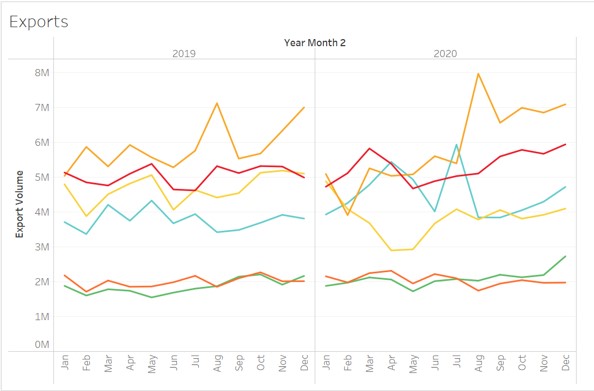 Exports
Year Month 2
2019 2020
8M
7M
6M
5M
4M
3M
2M
1M
0M
Export Volume
Jan Feb Mar Apr May Jun Jul Aug Sep Oct Nov Dec Jan Feb Mar Apr May Jun Jul Aug Sep Oct Nov Dec